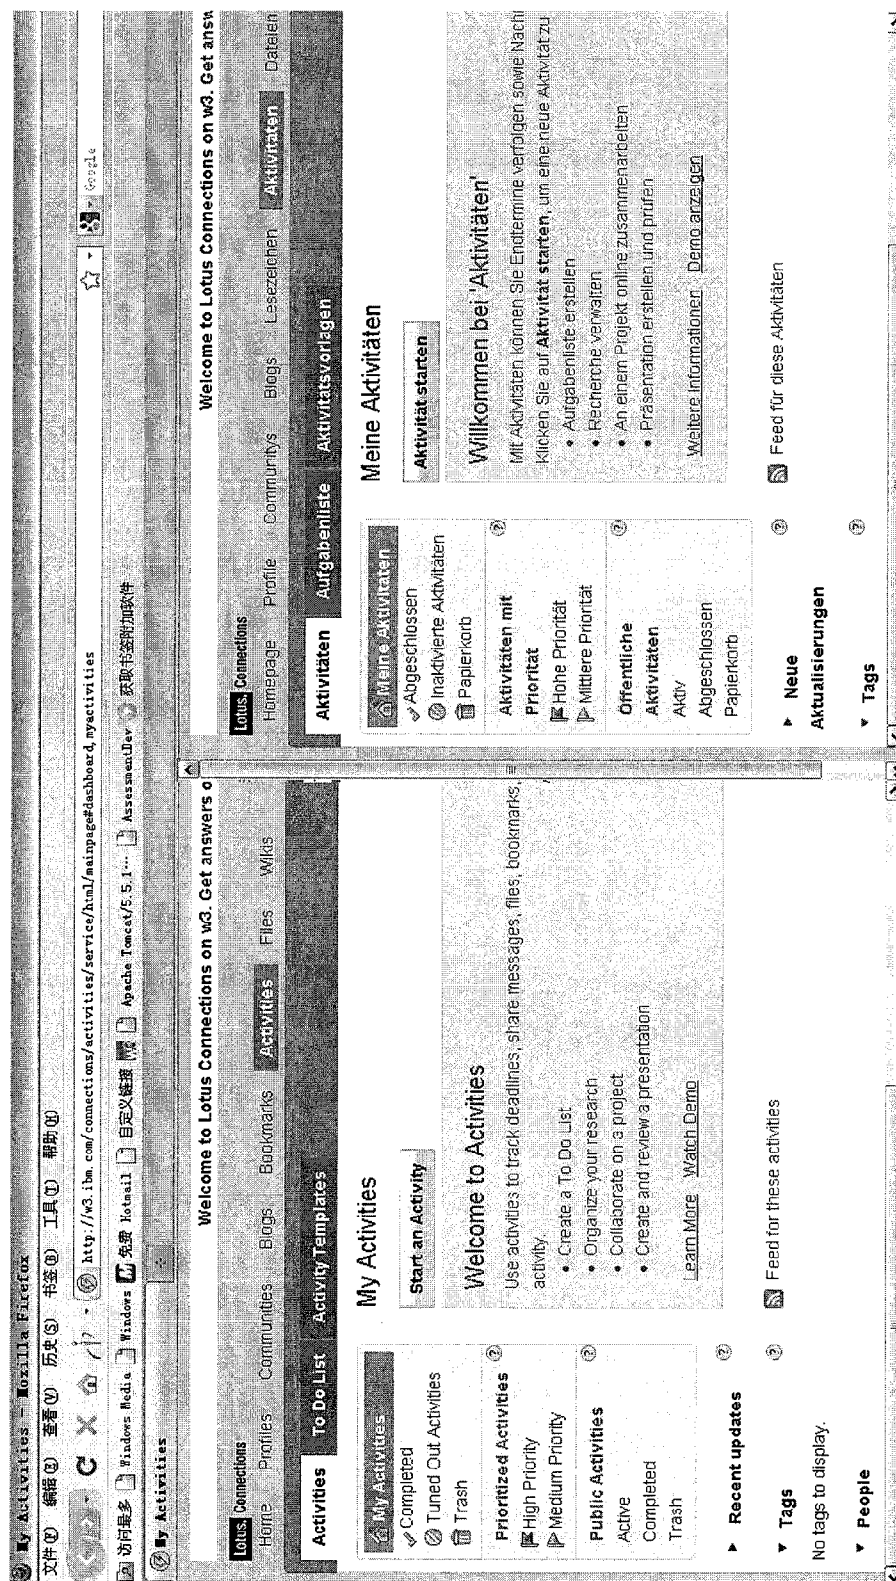 My Activities - Mozilla Firefox
文件(F) 编辑(E) 查看(V) 历史(S) 书签(B) 工具(T) 帮助(H)
http://w3.ibm.com/connections/activities/service/html/mainpage#dashboard,myactivities
Google
访问最多 Windows Media Windows 免费 Hotmail 自定义链接 Apache Tomcat/5.5.1... AssessmentDev 获取书签附加软件
My Activities
Welcome to Lotus Connections on w3. Get answers o
Lotus. Connections
Home Profiles Communities Blogs Bookmarks Activities Files Wikis
Activities To Do List Activity Templates
My Activities
Completed
Tuned Out Activities
Trash
Prioritized Activities
High Priority
Medium Priority
Public Activities
Active
Completed
Trash
Recent updates
Tags
No tags to display.
People
My Activities
Start an Activity
Welcome to Activities
Use activities to track deadlines, share messages, files, bookmarks,
activity.
• Create a To Do List
• Organize your research
• Collaborate on a project
• Create and review a presentation
Learn More Watch Demo
Feed for these activities
Welcome to Lotus Connections on w3. Get answ
Lotus. Connections
Homepage Profile Communitys Blogs Lesezeichen Aktivitäten Dateien
Aktivitäten Aufgabenliste Aktivitätsvorlagen
Meine Aktivitäten
Abgeschlossen
Inaktivierte Aktivitäten
Papierkorb
Aktivitäten mit
Priorität
Hohe Priorität
Mittlere Priorität
Öffentliche
Aktivitäten
Aktiv
Abgeschlossen
Papierkorb
Neue
Aktualisierungen
Tags
Meine Aktivitäten
Aktivität starten
Willkommen bei 'Aktivitäten'
Mit Aktivitäten können Sie Endtermine verfolgen sowie Nachri
Klicken Sie auf Aktivität starten, um eine neue Aktivität zu
• Aufgabenliste erstellen
• Recherche verwalten
• An einem Projekt online zusammenarbeiten
• Präsentation erstellen und prüfen
Weitere Informationen Demo anzeigen
Feed für diese Aktivitäten